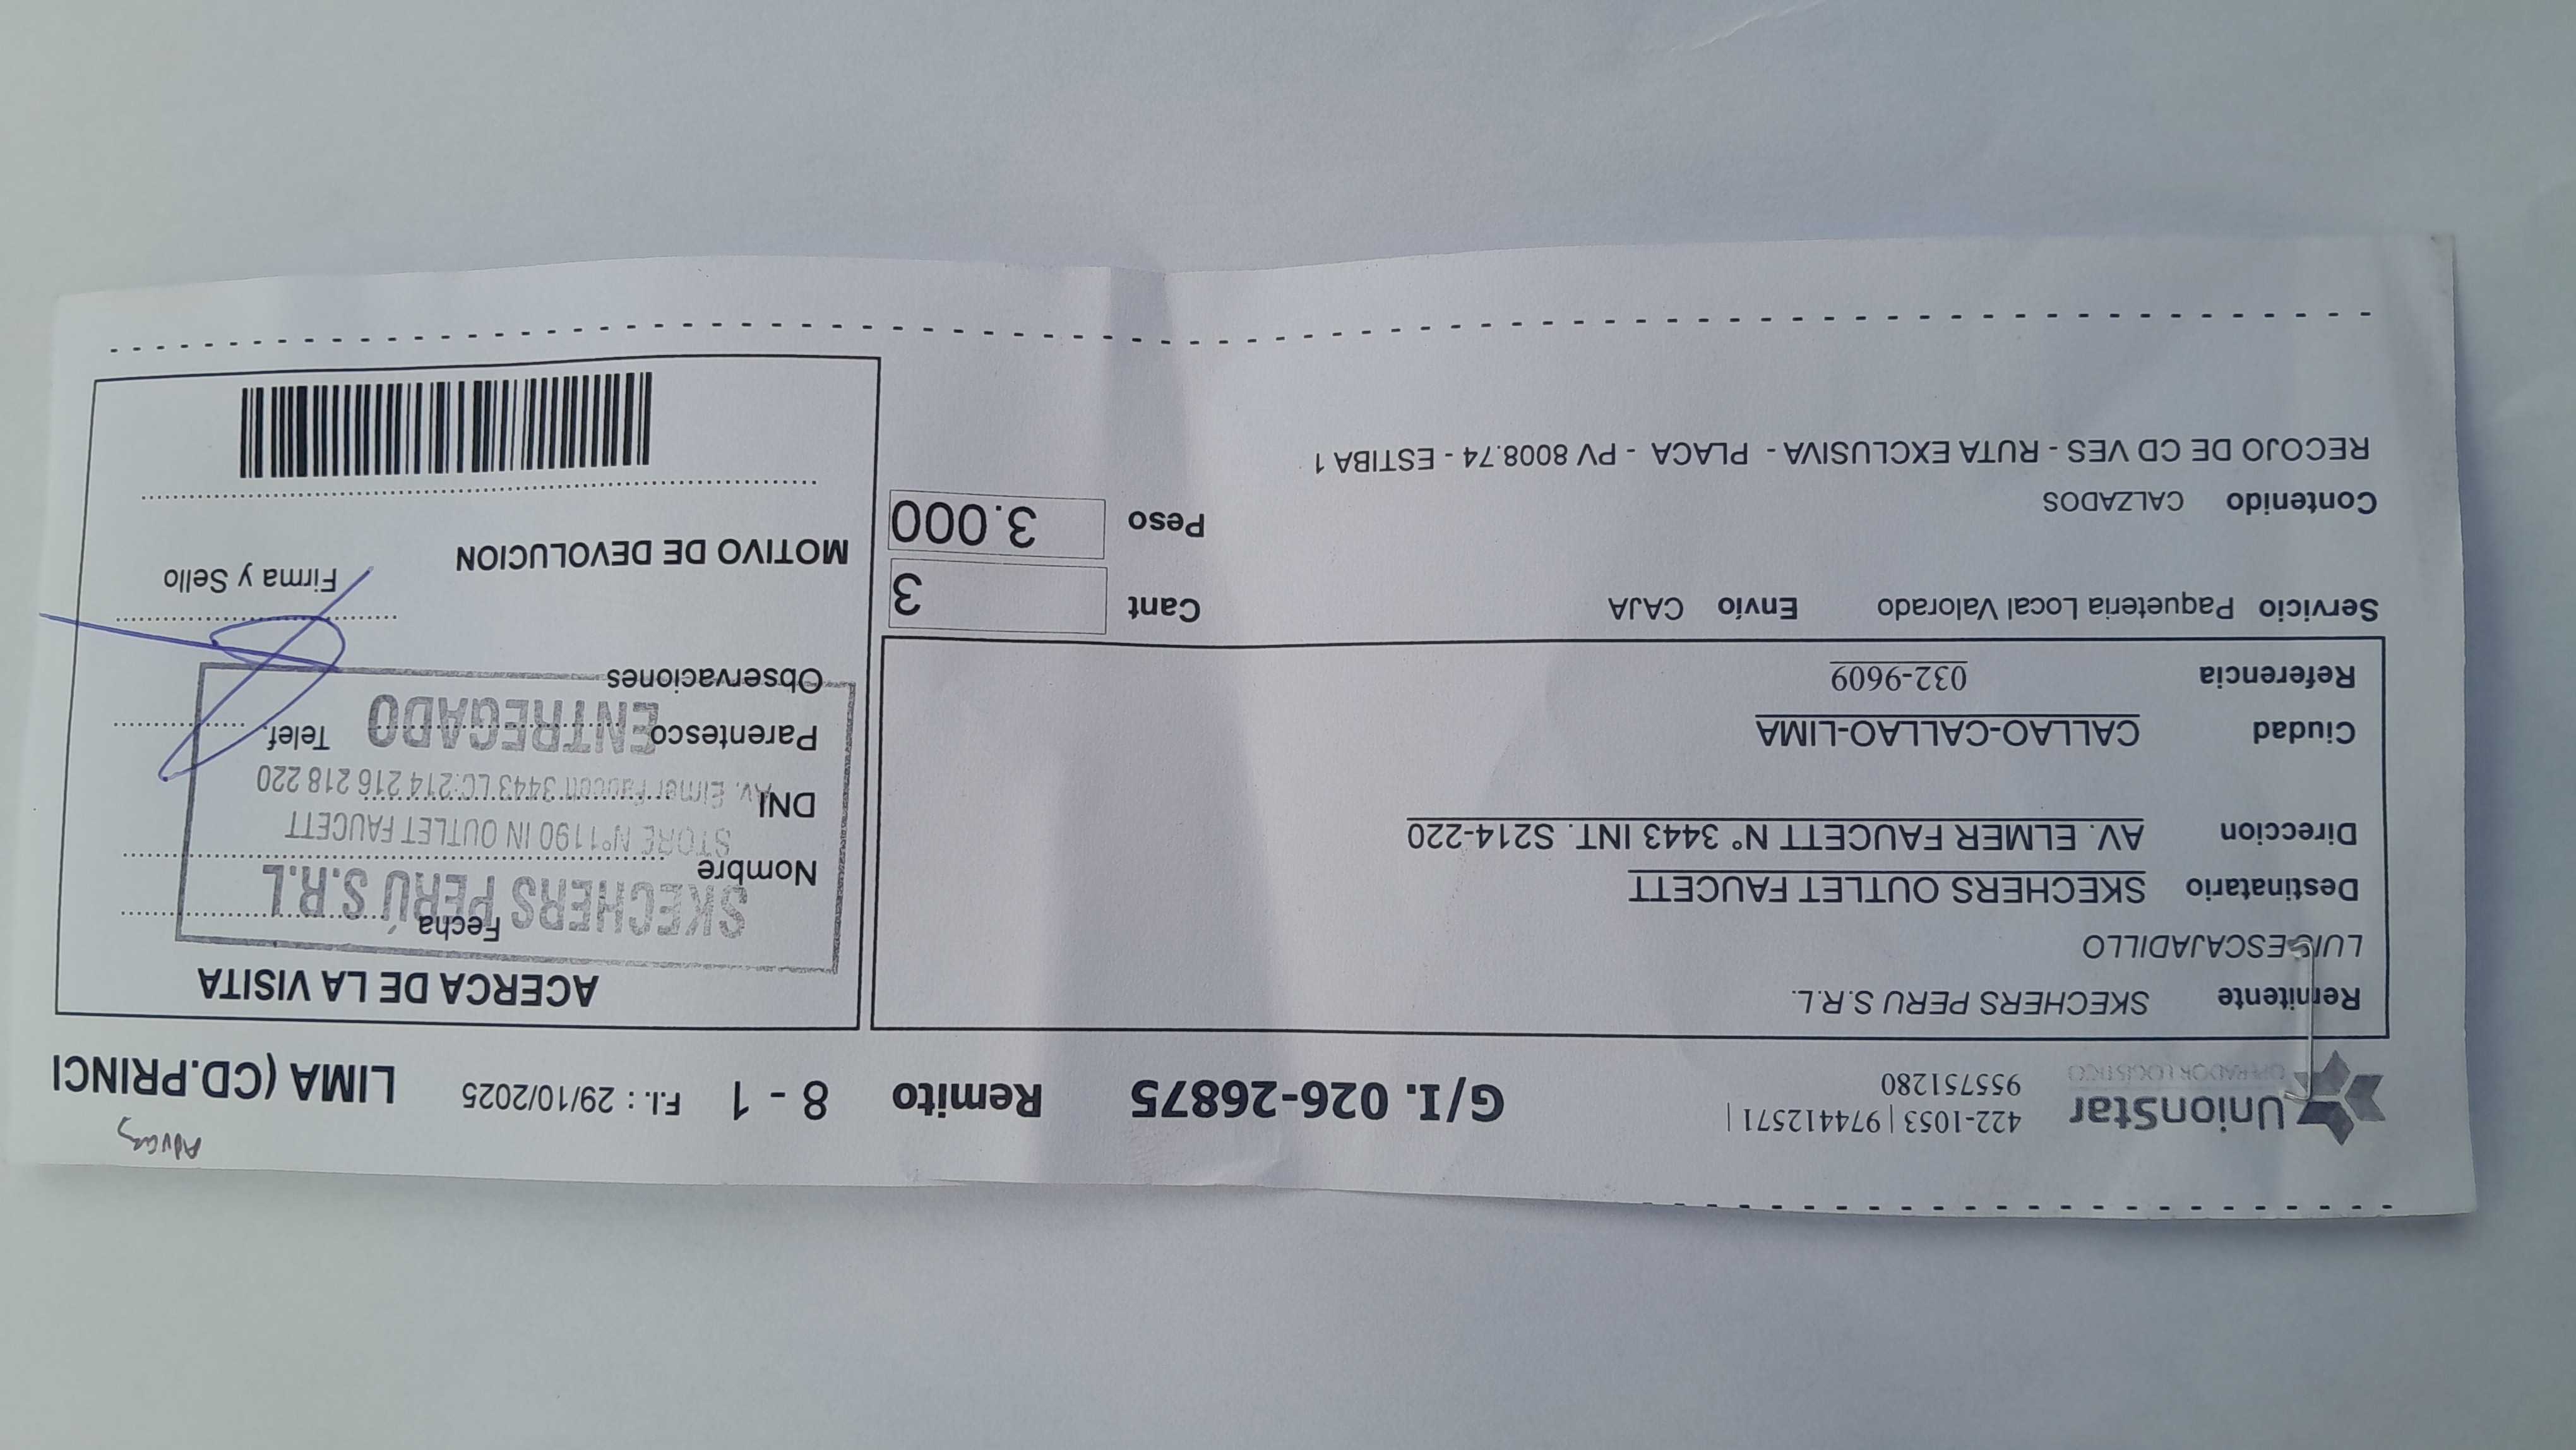 UnionStar
OPERADOR LOGISTICO
422-1053 | 974412571 |
955751280
G/I. 026-26875
Remito 8 - 1
F.I. : 29/10/2025
LIMA (CD.PRINCI
Remitente SKECHERS PERU S.R.L.
LUIS ESCAJADILLO
Destinatario SKECHERS OUTLET FAUCETT
Direccion AV. ELMER FAUCETT N° 3443 INT. S214-220
Ciudad CALLAO-CALLAO-LIMA
Referencia 032-9609
Servicio Paqueteria Local Valorado Envío CAJA
Cant 3
Contenido CALZADOS
Peso 3.000
RECOJO DE CD VES - RUTA EXCLUSIVA - PLACA - PV 8008.74 - ESTIBA 1
ACERCA DE LA VISITA
Fecha
Nombre
DNI
Parentesco Telef.
Observaciones
SKECHERS PERÚ S.R.L
STORE N°1190 IN OUTLET FAUCETT
Av. Elmer Faucett 3443 LC:214 216 218 220
ENTREGADO
Firma y Sello
MOTIVO DE DEVOLUCION